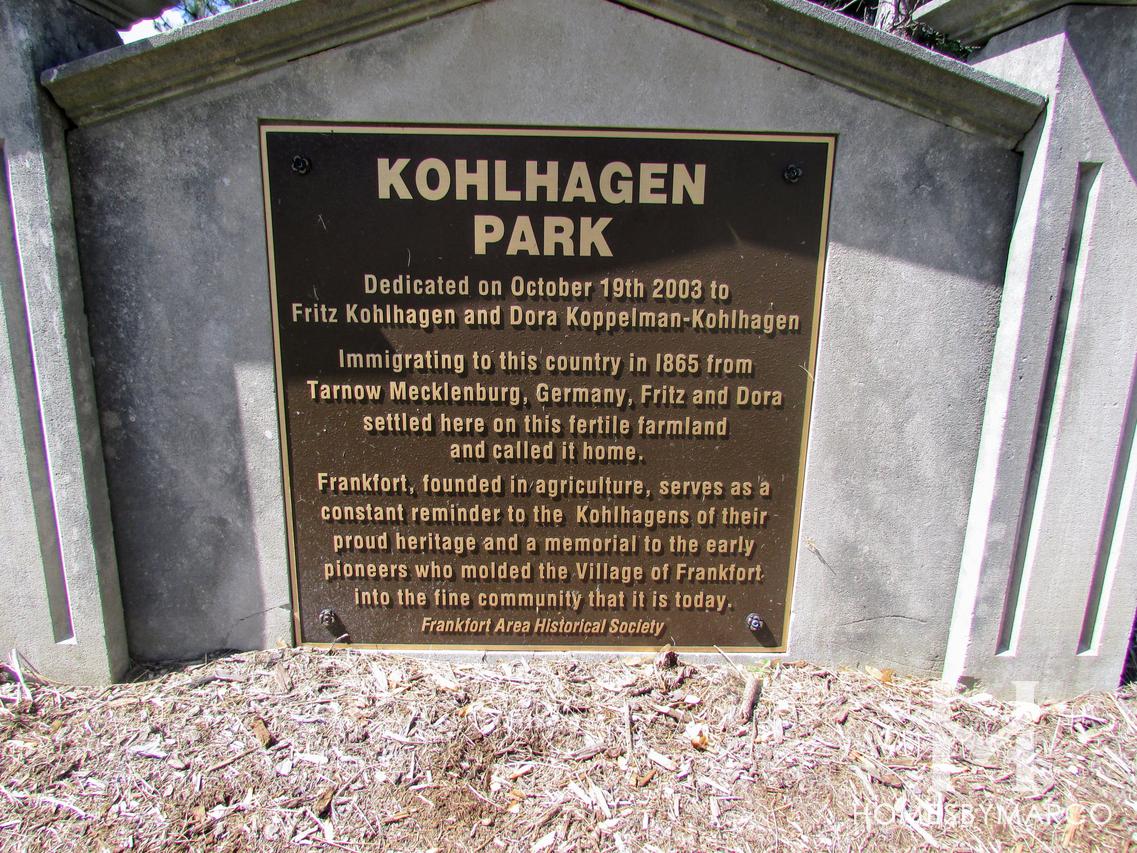 KOHLHAGEN
PARK
Dedicated on October 19th 2003 to
Fritz Kohlhagen and Dora Koppelman-Kohlhagen
Immigrating to this country in 1865 from
Tarnow Mecklenburg, Germany, Fritz and Dora
settled here on this fertile farmland
and called it home.
Frankfort, founded in agriculture, serves as a
constant reminder to the Kohlhagens of their
proud heritage and a memorial to the early
pioneers who molded the Village of Frankfort
into the fine community that it is today.
Frankfort Area Historical Society
M
HOMESBYMARCO